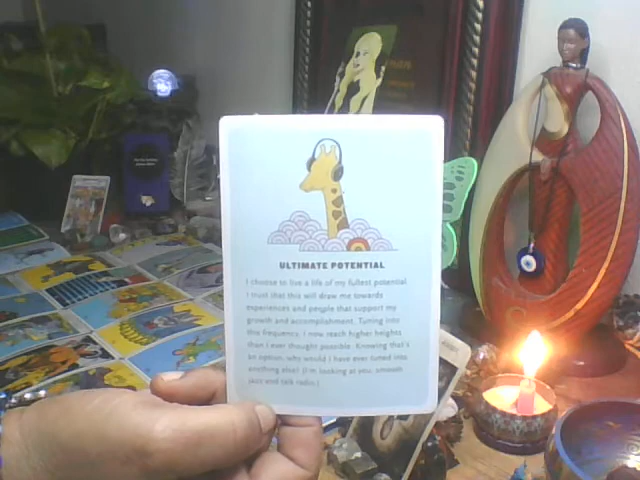 ULTIMATE POTENTIAL
I choose to live a life of my fullest potential.
I trust that this will draw me towards
experiences and people that support my
growth and accomplishment. Tuning into
this frequency, I now reach higher heights
than I ever thought possible. Knowing that's
an option, why would I have ever tuned into
anything else? (I'm looking at you, smooth
jazz and talk radio.)